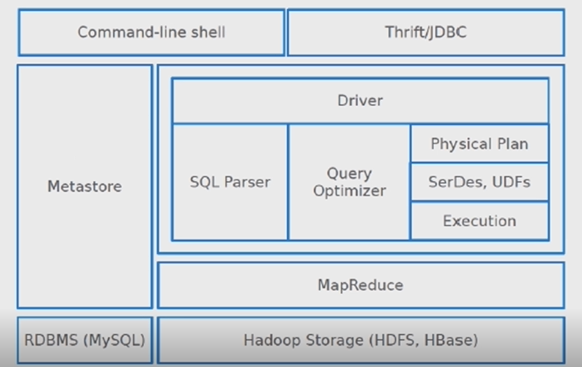 Command-line shell
Thrift/JDBC
Metastore
Driver
SQL Parser
Query
Optimizer
Physical Plan
SerDes, UDFs
Execution
MapReduce
RDBMS (MySQL)
Hadoop Storage (HDFS, HBase)